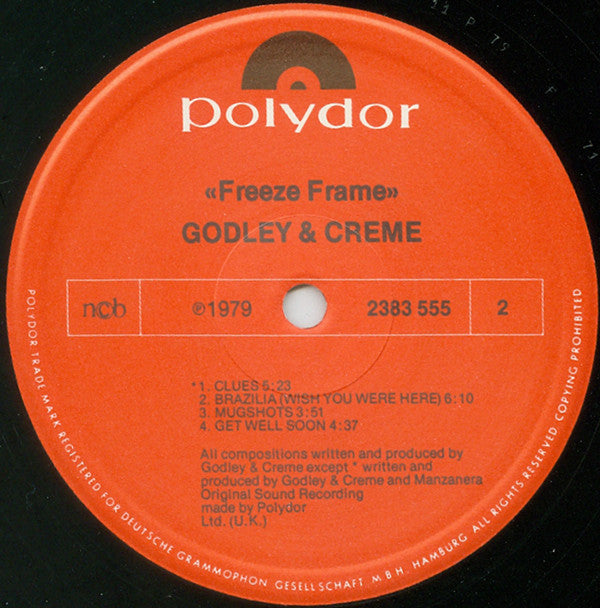 polydor
«Freeze Frame»
GODLEY & CREME
ncb
℗1979
2383 555
2
*1. CLUES 6:23
2. BRAZILIA (WISH YOU WERE HERE) 6:10
3. MUGSHOTS 3:51
4. GET WELL SOON 4:37
All compositions written and produced by
Godley & Creme except * written and
produced by Godley & Creme and Manzanera
Original Sound Recording
made by Polydor
Ltd. (U.K.)
POLYDOR TRADE MARK REGISTERED FOR DEUTSCHE GRAMMOPHON GESELLSCHAFT M B H. HAMBURG ALL RIGHTS RESERVED COPYING PROHIBITED